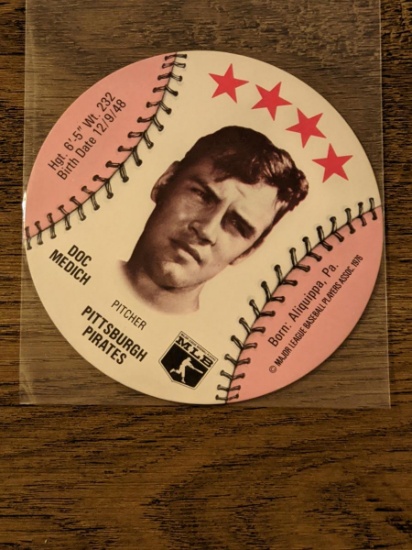 Hgt. 6'-5" Wt. 232
Birth Date 12/9/48
DOC
MEDICH
PITCHER
PITTSBURGH
PIRATES
MLB
Born: Aliquippa, Pa.
© MAJOR LEAGUE BASEBALL PLAYERS ASSOC. 1976